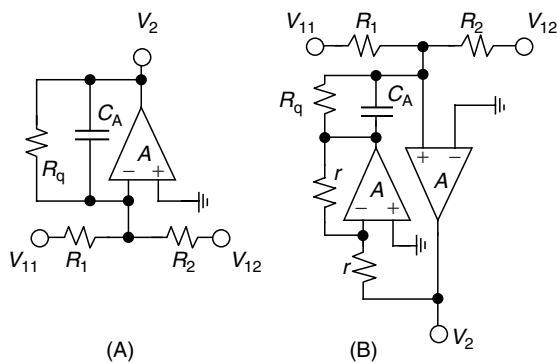 V2
Rq
CA
A
− +
V11
R1
R2
V12
(A)
V11
R1
R2
V12
Rq
CA
r
A
− +
+ −
A
r
V2
(B)